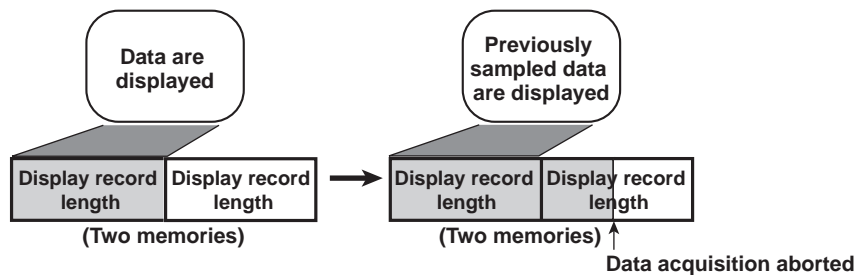 Data are
displayed
Previously
sampled data
are displayed
Display record
length
Display record
length
Display record
length
Display record
length
(Two memories)
(Two memories)
Data acquisition aborted